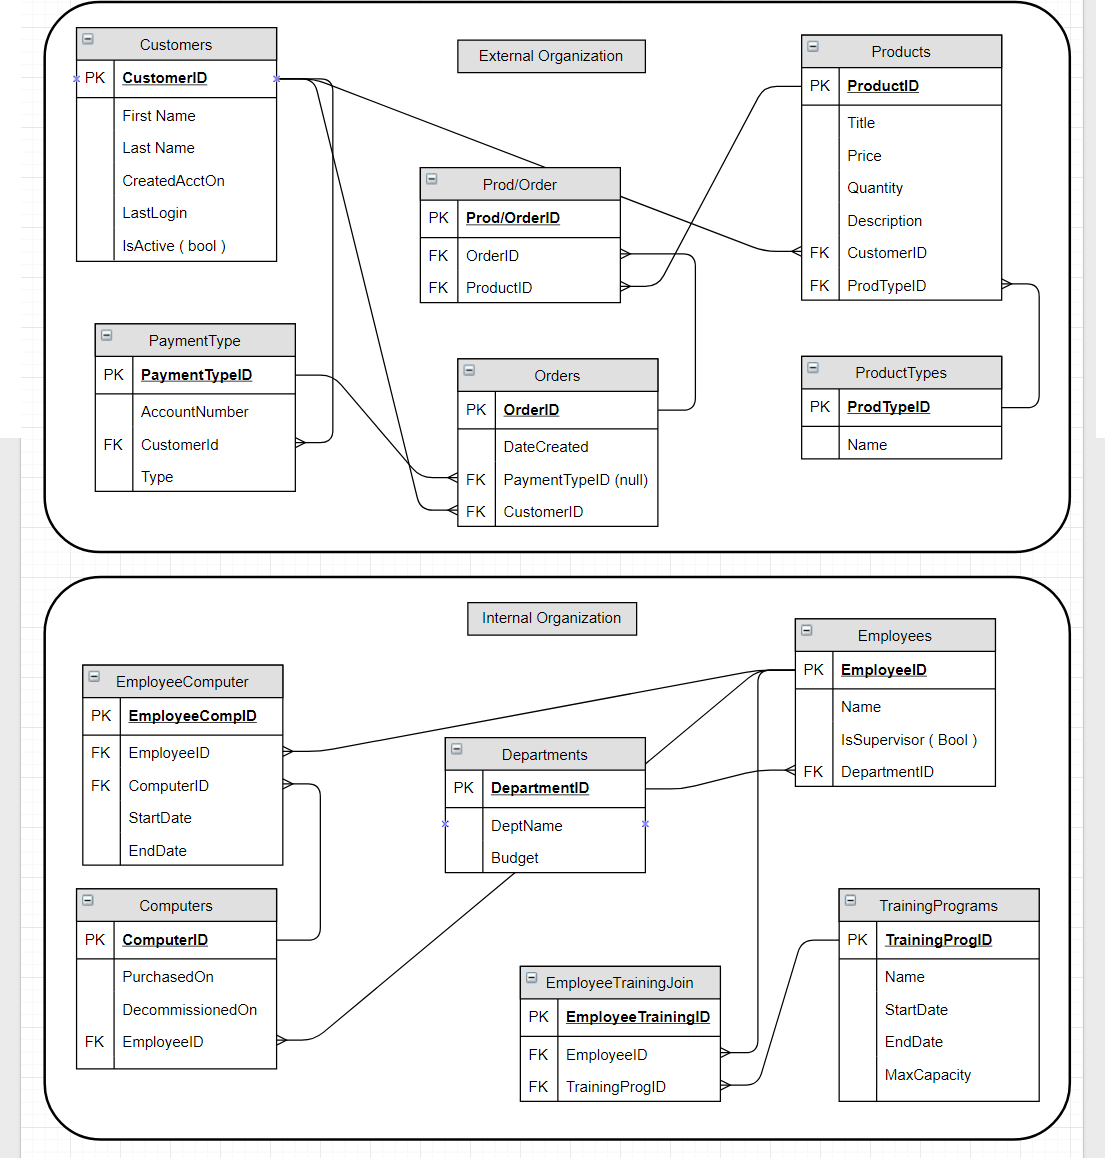 External Organization
Customers
PK CustomerID
First Name
Last Name
CreatedAcctOn
LastLogin
IsActive ( bool )
Products
PK ProductID
Title
Price
Quantity
Description
FK CustomerID
FK ProdTypeID
Prod/Order
PK Prod/OrderID
FK OrderID
FK ProductID
PaymentType
PK PaymentTypeID
AccountNumber
FK CustomerId
Type
Orders
PK OrderID
DateCreated
FK PaymentTypeID (null)
FK CustomerID
ProductTypes
PK ProdTypeID
Name
Internal Organization
Employees
PK EmployeeID
Name
IsSupervisor ( Bool )
FK DepartmentID
EmployeeComputer
PK EmployeeCompID
FK EmployeeID
FK ComputerID
StartDate
EndDate
Departments
PK DepartmentID
DeptName
Budget
Computers
PK ComputerID
PurchasedOn
DecommissionedOn
FK EmployeeID
EmployeeTrainingJoin
PK EmployeeTrainingID
FK EmployeeID
FK TrainingProgID
TrainingPrograms
PK TrainingProgID
Name
StartDate
EndDate
MaxCapacity